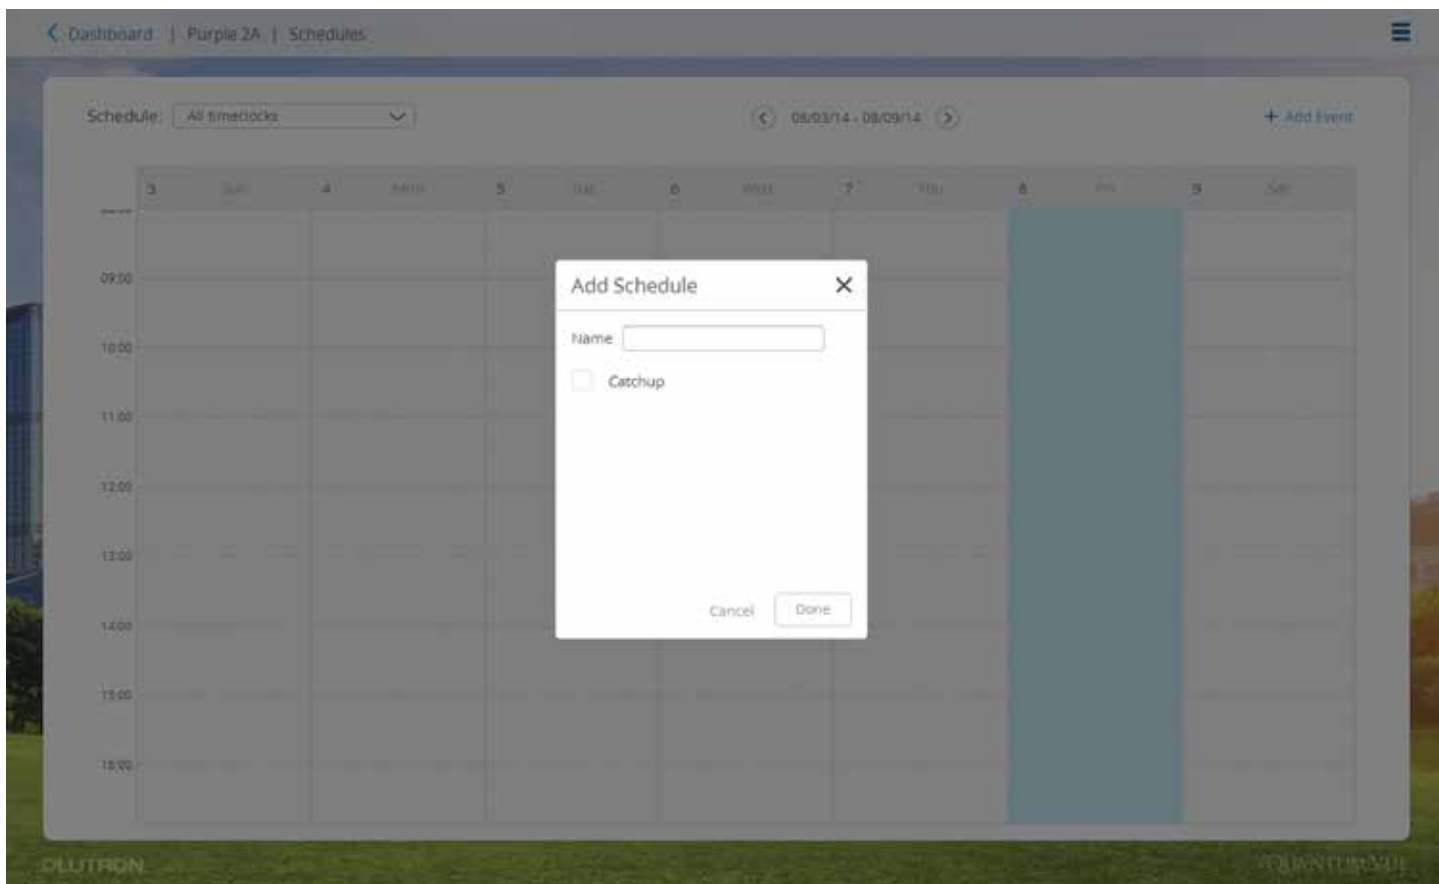 Dashboard | Purple 2A | Schedules
Schedule: All timeclocks
08/03/14 - 08/09/14
+ Add Event
3 Sun 4 Mon 5 Tue 6 Wed 7 Thu 8 Fri 9 Sat
09:00
10:00
11:00
12:00
13:00
14:00
15:00
16:00
Add Schedule
Name
Catchup
Cancel Done
LUTRON
QUANTUM VUE